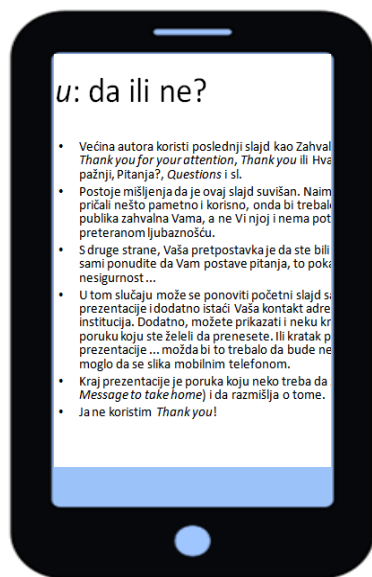 u: da ili ne?
• Većina autora koristi poslednji slajd kao Zahval
Thank you for your attention, Thank you ili Hva
pažnji, Pitanja?, Questions i sl.
• Postoje mišljenja da je ovaj slajd suvišan. Naim
pričali nešto pametno i korisno, onda bi trebal
publika zahvalna Vama, a ne Vi njoj i nema pot
preteranom ljubaznošću.
• S druge strane, Vaša pretpostavka je da ste bili
sami ponudite da Vam postave pitanja, to poka
nesigurnost ...
• U tom slučaju može se ponoviti početni slajd sa
prezentacije i dodatno istaći Vaša kontakt adre
institucija. Dodatno, možete prikazati i neku kr
poruku koju ste želeli da prenesete. Ili kratak p
prezentacije ... možda bi to trebalo da bude ne
moglo da se slika mobilnim telefonom.
• Kraj prezentacije je poruka koju neko treba da
Message to take home) i da razmišlja o tome.
• Ja ne koristim Thank you!